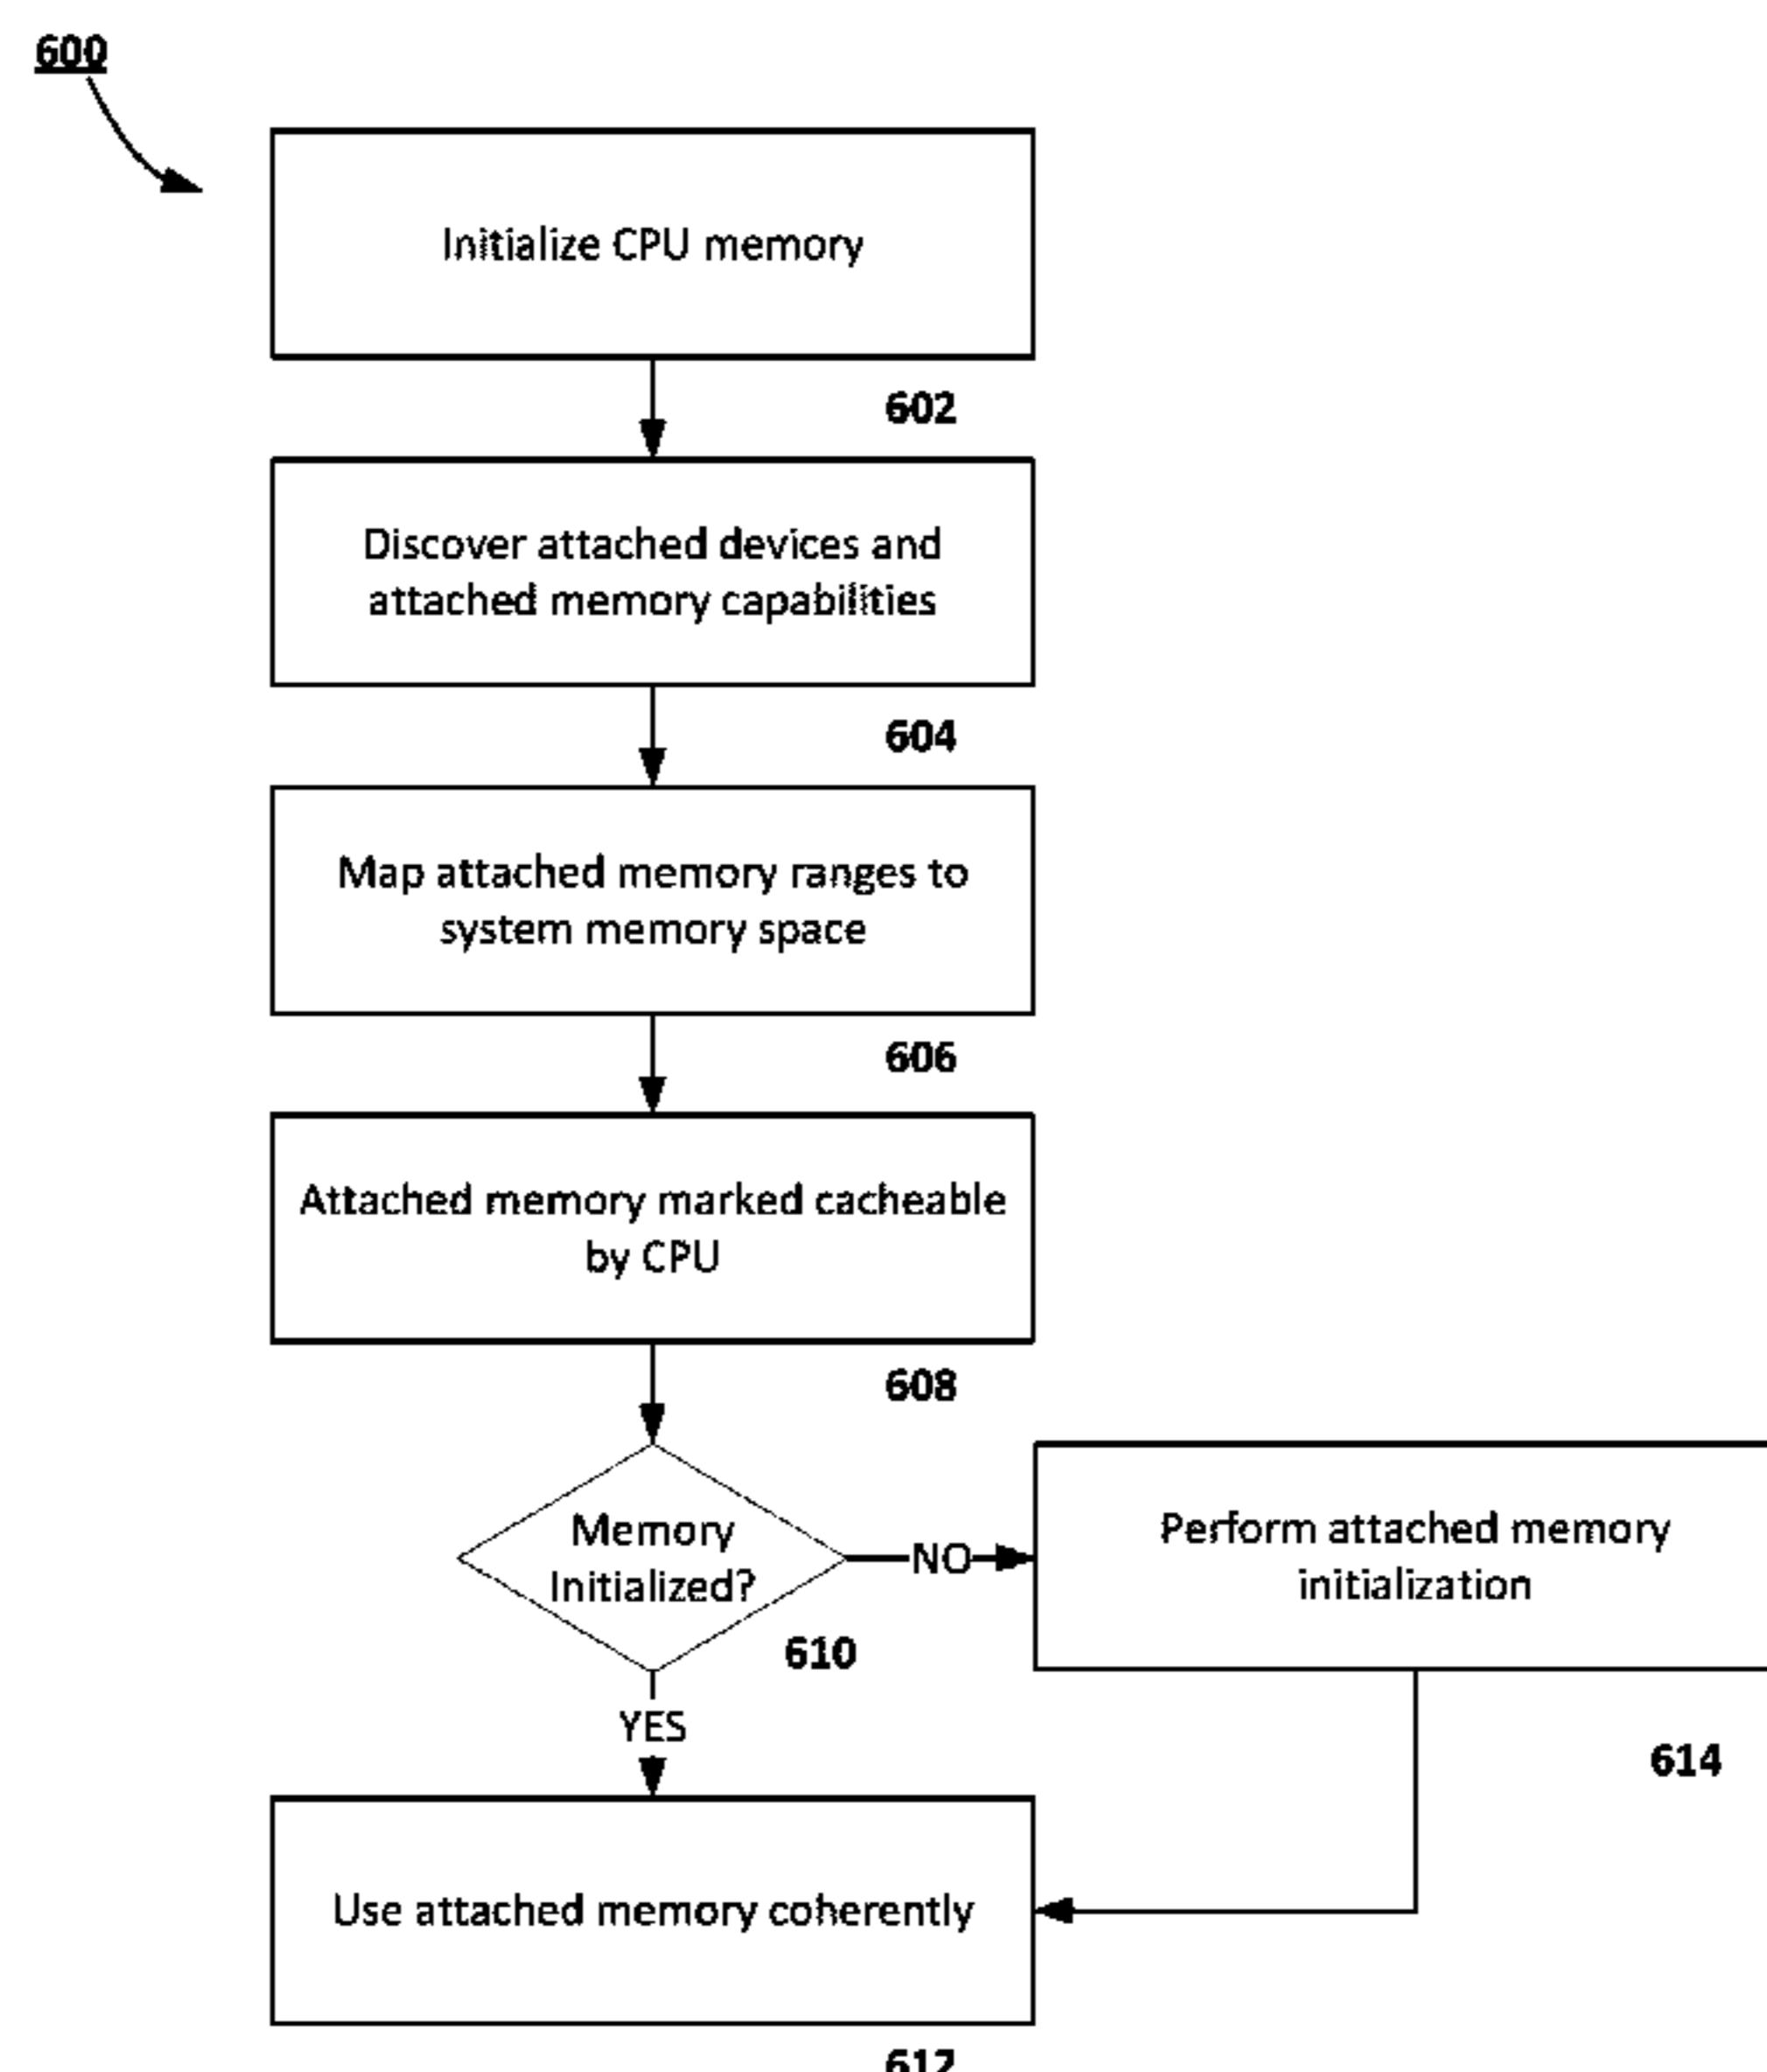 600
Initialize CPU memory
602
Discover attached devices and
attached memory capabilities
604
Map attached memory ranges to
system memory space
606
Attached memory marked cacheable
by CPU
608
Memory
Initialized?
NO
610
Perform attached memory
initialization
614
YES
Use attached memory coherently
612